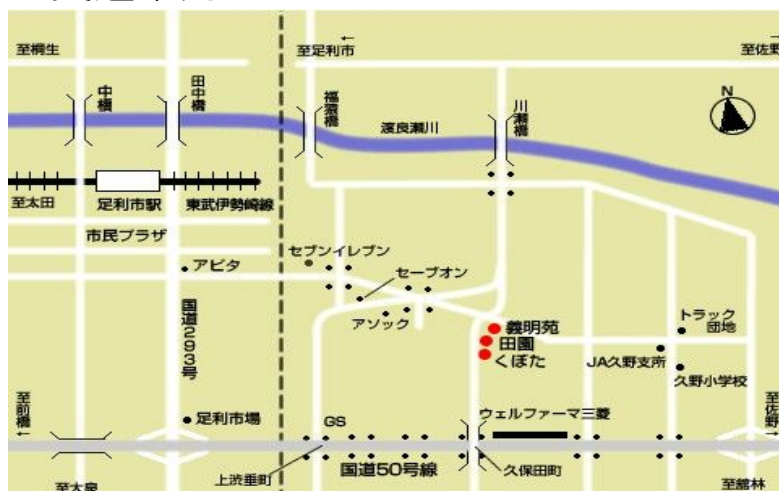 至桐生
←
至足利市
→
至佐野
中橋
田中橋
福猿橋
川瀬橋
渡良瀬川
N
至太田
足利市駅
東武伊勢崎線
市民プラザ
セブンイレブン
アピタ
セーブオン
アソック
国道293号
義明苑
田園
くぼた
トラック
団地
JA久野支所
久野小学校
至前橋
←
足利市場
GS
ウェルファーマ三菱
至佐野
→
上渋垂町
国道50号線
久保田町
至大泉
至舘林